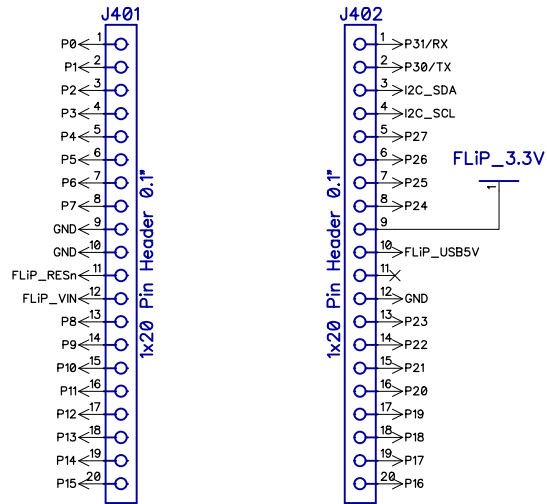 J401
P0 1
P1 2
P2 3
P3 4
P4 5
P5 6
P6 7
P7 8
GND 9
GND 10
FLiP_RESn 11
FLiP_VIN 12
P8 13
P9 14
P10 15
P11 16
P12 17
P13 18
P14 19
P15 20
1x20 Pin Header 0.1"
J402
1 P31/RX
2 P30/TX
3 I2C_SDA
4 I2C_SCL
5 P27
6 P26
7 P25
8 P24
9
10 FLiP_USB5V
11
12 GND
13 P23
14 P22
15 P21
16 P20
17 P19
18 P18
19 P17
20 P16
1x20 Pin Header 0.1"
FLiP_3.3V
1